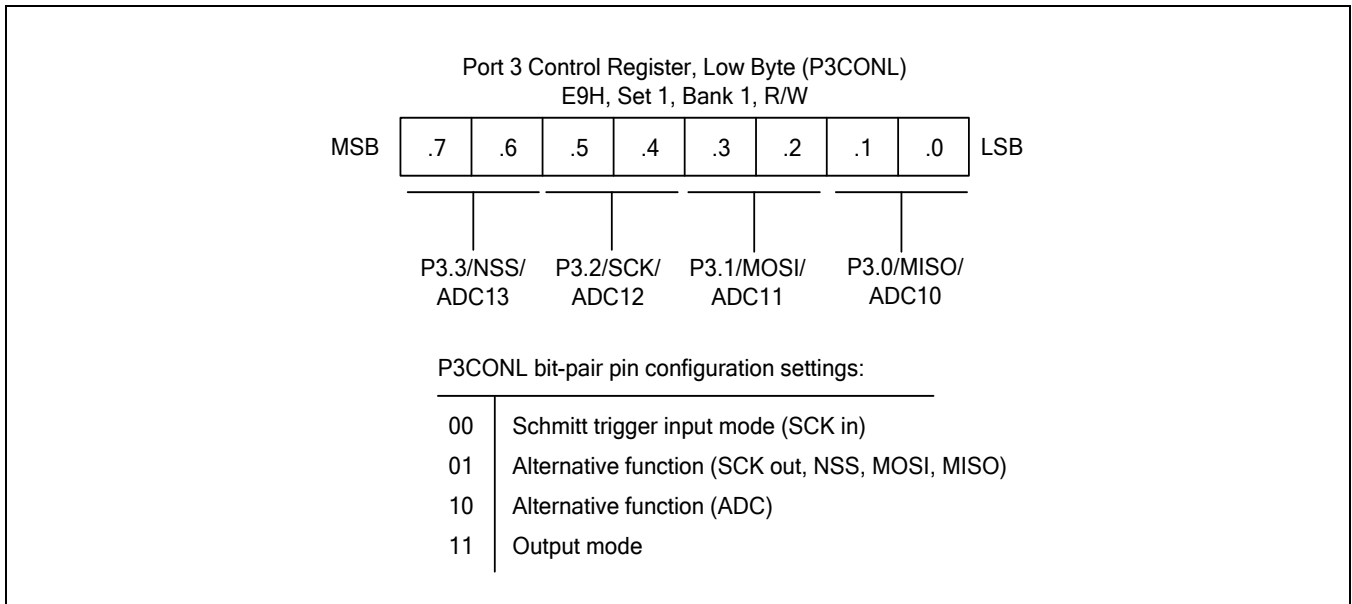 Port 3 Control Register, Low Byte (P3CONL)
E9H, Set 1, Bank 1, R/W
MSB .7 .6 .5 .4 .3 .2 .1 .0 LSB
P3.3/NSS/ P3.2/SCK/ P3.1/MOSI/ P3.0/MISO/
ADC13 ADC12 ADC11 ADC10
P3CONL bit-pair pin configuration settings:
00 Schmitt trigger input mode (SCK in)
01 Alternative function (SCK out, NSS, MOSI, MISO)
10 Alternative function (ADC)
11 Output mode